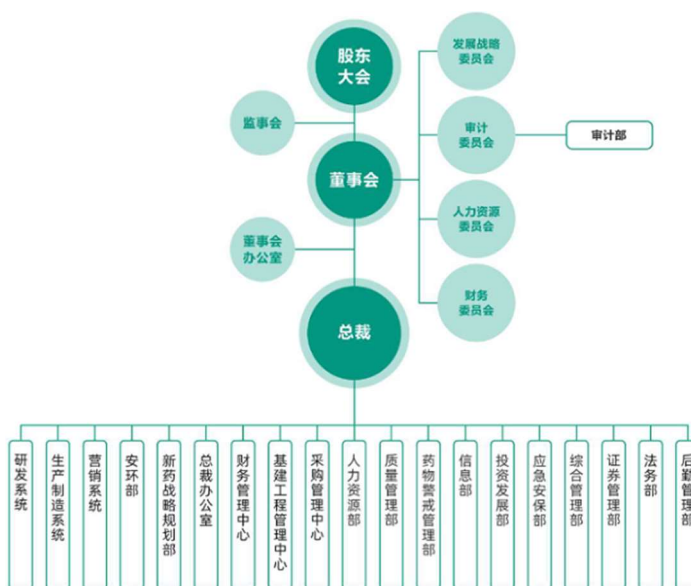 股东
大会
监事会
董事会
董事会
办公室
总裁
发展战略
委员会
审计
委员会
审计部
人力资源
委员会
财务
委员会
研发系统
生产制造系统
营销系统
安环部
新药战略规划部
总裁办公室
财务管理中心
基建工程管理中心
采购管理中心
人力资源部
质量管理部
药物警戒管理部
信息部
投资发展部
应急安保部
综合管理部
证券管理部
法务部
后勤管理部